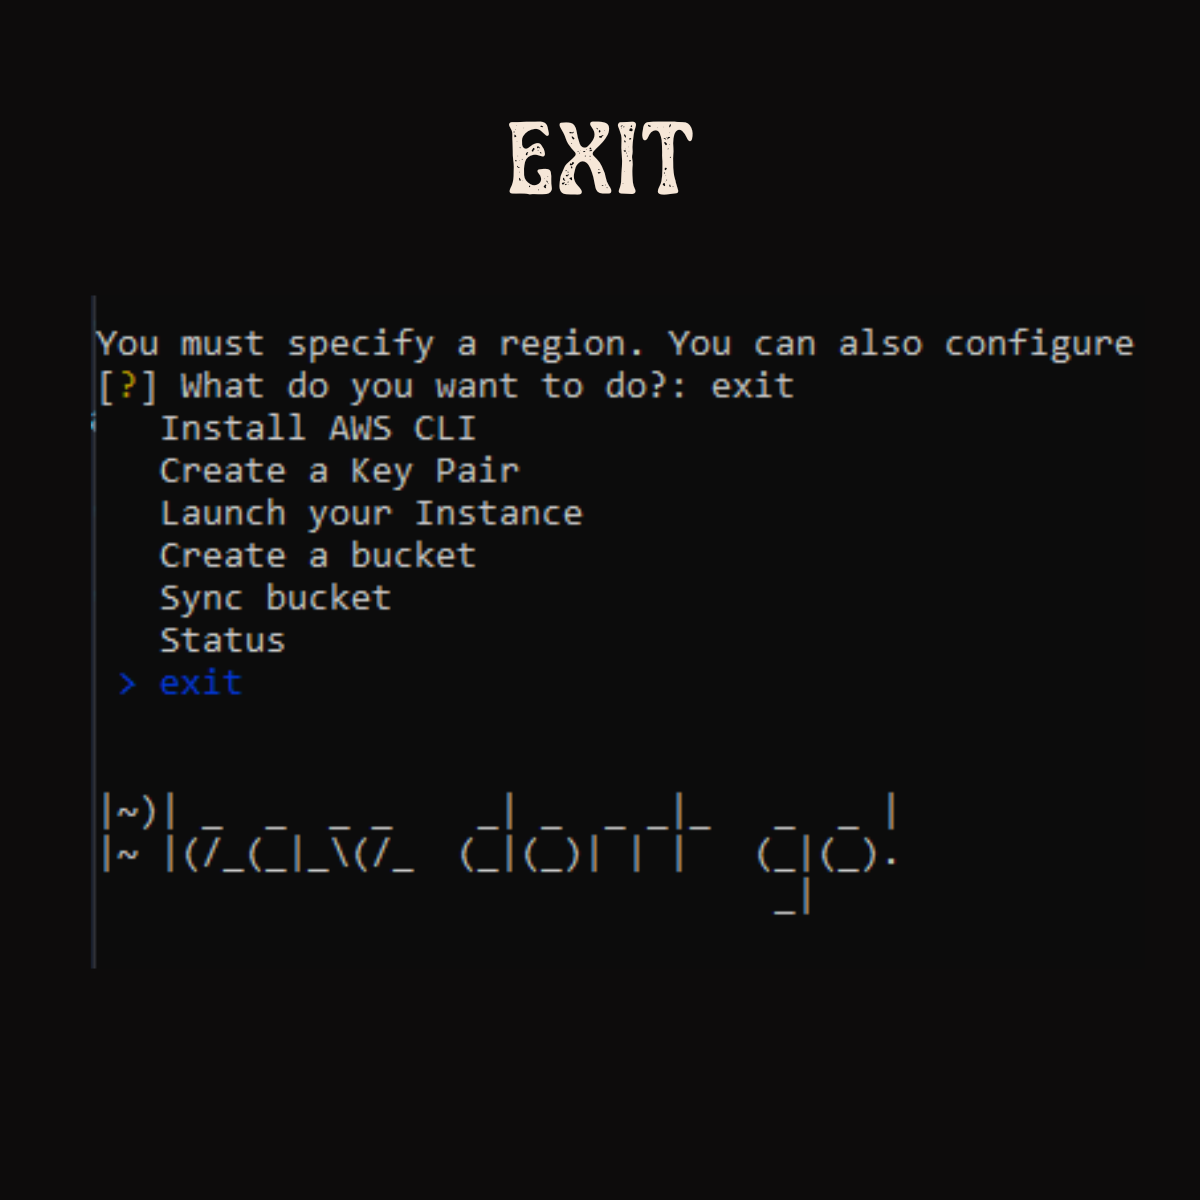 EXIT
You must specify a region. You can also configure
[?] What do you want to do?: exit
Install AWS CLI
Create a Key Pair
Launch your Instance
Create a bucket
Sync bucket
Status
> exit
Please dont go!